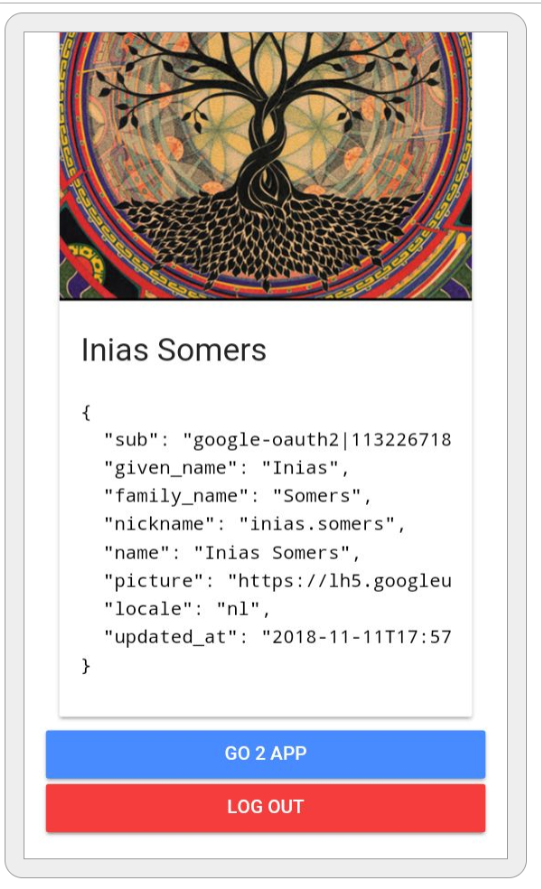 Inias Somers
{
"sub": "google-oauth2|113226718
"given_name": "Inias",
"family_name": "Somers",
"nickname": "inias.somers",
"name": "Inias Somers",
"picture": "https://lh5.googleu
"locale": "nl",
"updated_at": "2018-11-11T17:57
}
GO 2 APP
LOG OUT